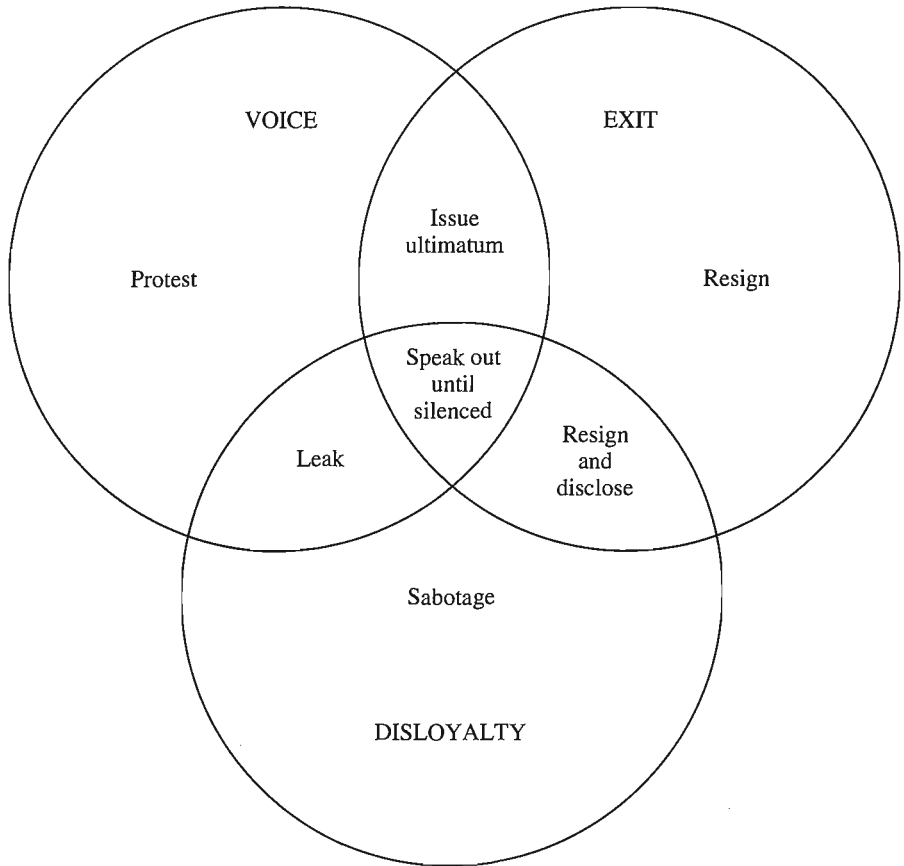 VOICE
EXIT
Issue
ultimatum
Protest
Resign
Speak out
until
silenced
Leak
Resign
and
disclose
Sabotage
DISLOYALTY